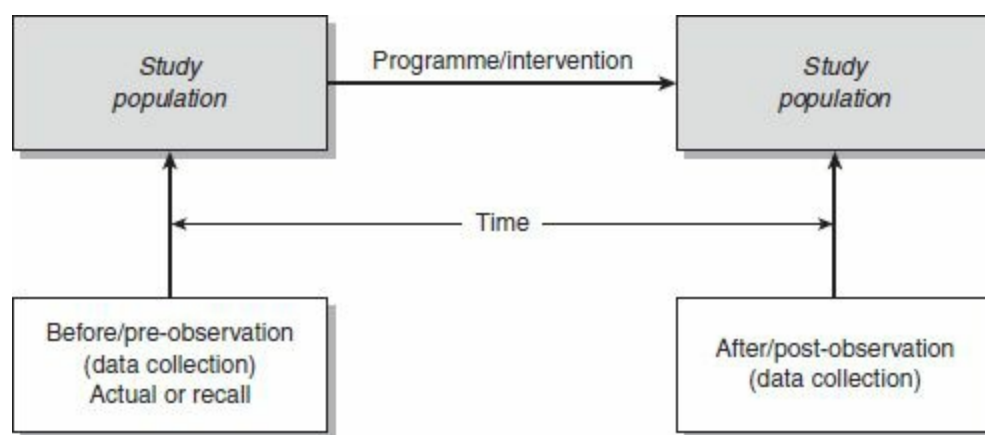 Study
population
Programme/intervention
Study
population
Time
Before/pre-observation
(data collection)
Actual or recall
After/post-observation
(data collection)